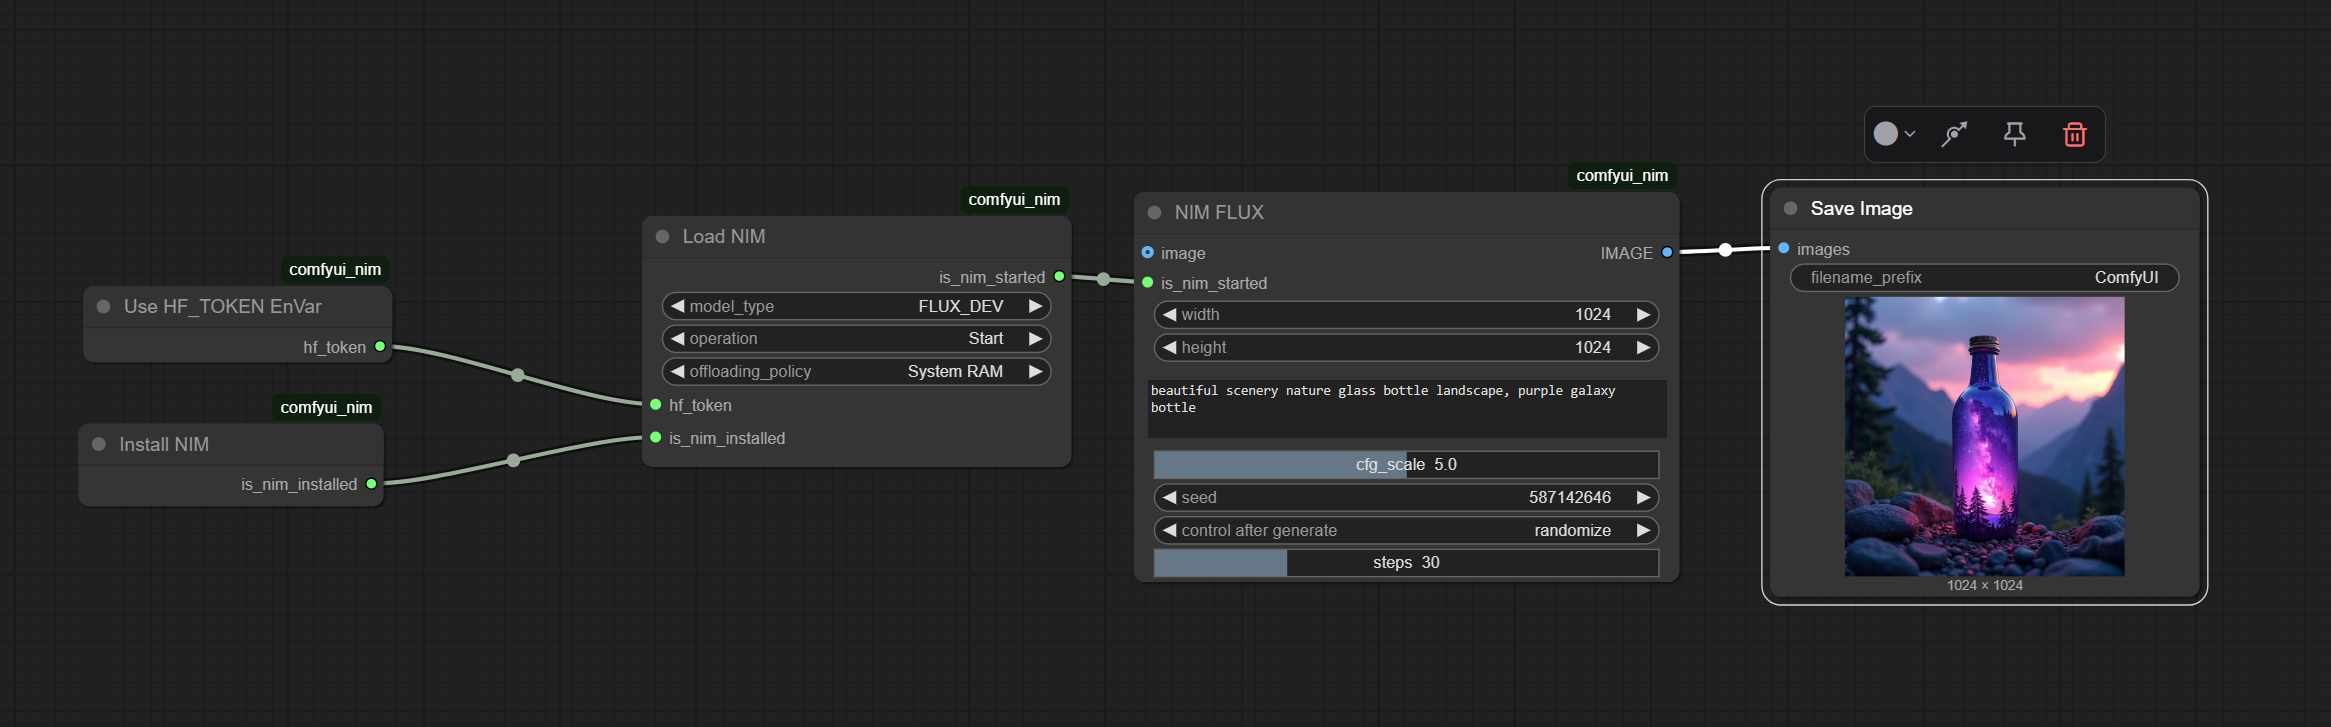 comfyui_nim
Use HF_TOKEN EnVar
hf_token
comfyui_nim
Install NIM
is_nim_installed
comfyui_nim
Load NIM
is_nim_started
model_type FLUX_DEV
operation Start
offloading_policy System RAM
hf_token
is_nim_installed
comfyui_nim
NIM FLUX
image IMAGE
is_nim_started
width 1024
height 1024
beautiful scenery nature glass bottle landscape, purple galaxy
bottle
cfg_scale 5.0
seed 587142646
control after generate randomize
steps 30
Save Image
images
filename_prefix ComfyUI
1024 × 1024